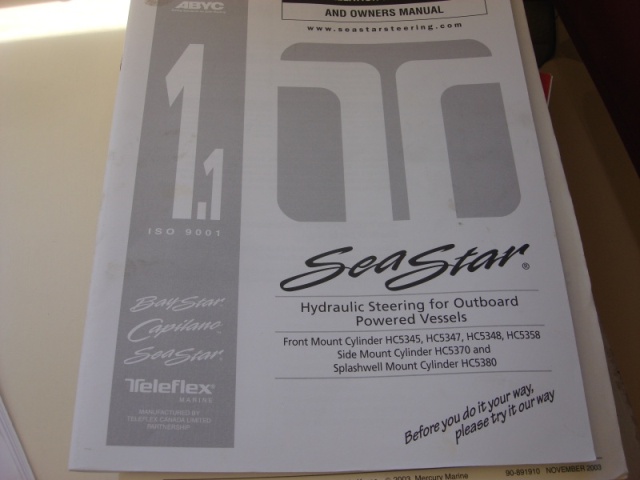 ABYC
AND OWNERS MANUAL
www.seastarsteering.com
1.1
ISO 9001
SeaStar®
Hydraulic Steering for Outboard
Powered Vessels
Front Mount Cylinder HC5345, HC5347, HC5348, HC5358
Side Mount Cylinder HC5370 and
Splashwell Mount Cylinder HC5380
BayStar
Capilano
SeaStar
Teleflex
MARINE
MANUFACTURED BY
TELEFLEX CANADA LIMITED
PARTNERSHIP
Before you do it your way,
please try it our way
2003, Mercury Marine
90-891910 NOVEMBER 2003